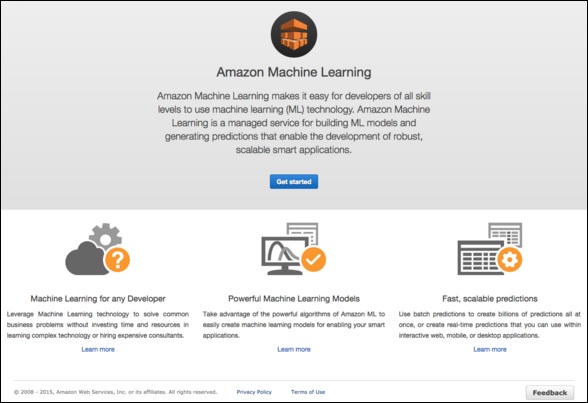 Amazon Machine Learning
Amazon Machine Learning makes it easy for developers of all skill
levels to use machine learning (ML) technology. Amazon Machine
Learning is a managed service for building ML models and
generating predictions that enable the development of robust,
scalable smart applications.
Get started
?
Machine Learning for any Developer
Leverage Machine Learning technology to solve common
business problems without investing time and resources in
learning complex technology or hiring expensive consultants.
Learn more
Powerful Machine Learning Models
Take advantage of the powerful algorithms of Amazon ML to
easily create machine learning models for enabling your smart
applications.
Learn more
Fast, scalable predictions
Use batch predictions to create billions of predictions all at
once, or create real-time predictions that you can use within
interactive web, mobile, or desktop applications.
Learn more
© 2008 - 2015, Amazon Web Services, Inc. or its affiliates. All rights reserved. Privacy Policy Terms of Use Feedback